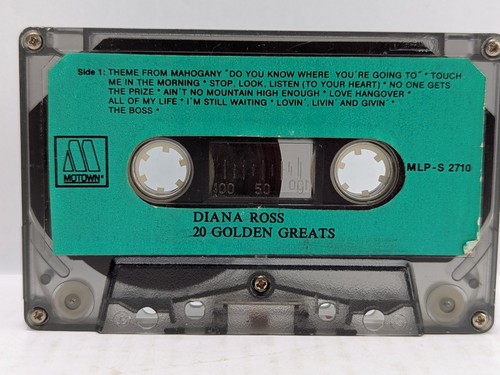 Side 1: THEME FROM MAHOGANY "DO YOU KNOW WHERE YOU'RE GOING TO" * TOUCH
ME IN THE MORNING * STOP, LOOK, LISTEN (TO YOUR HEART) * NO ONE GETS
THE PRIZE * AIN'T NO MOUNTAIN HIGH ENOUGH * LOVE HANGOVER *
ALL OF MY LIFE * I'M STILL WAITING * LOVIN', LIVIN' AND GIVIN' *
THE BOSS *
MOTOWN®
100 50
MLP-S 2710
DIANA ROSS
20 GOLDEN GREATS